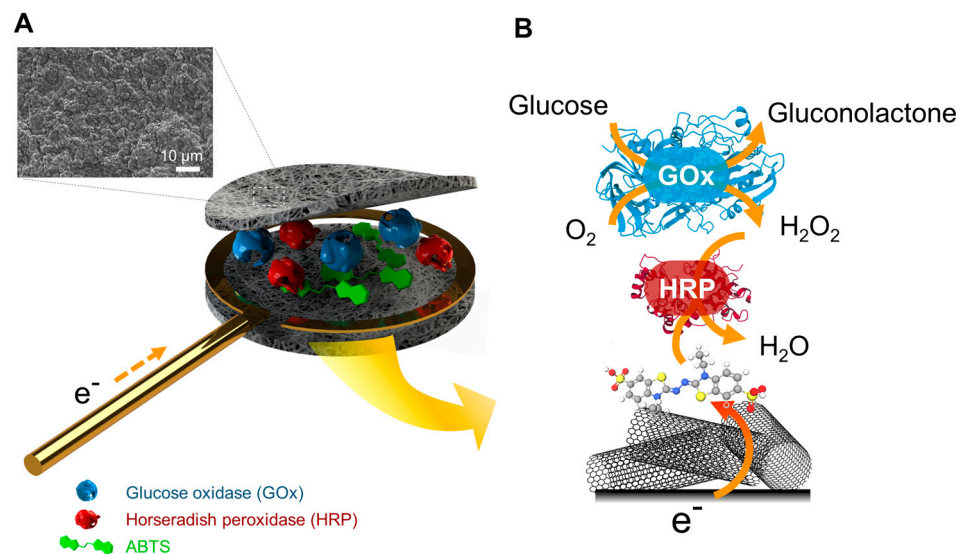 A
10 µm
e-
Glucose oxidase (GOx)
Horseradish peroxidase (HRP)
ABTS
B
Glucose
Gluconolactone
GOx
O2
H2O2
HRP
H2O
e-